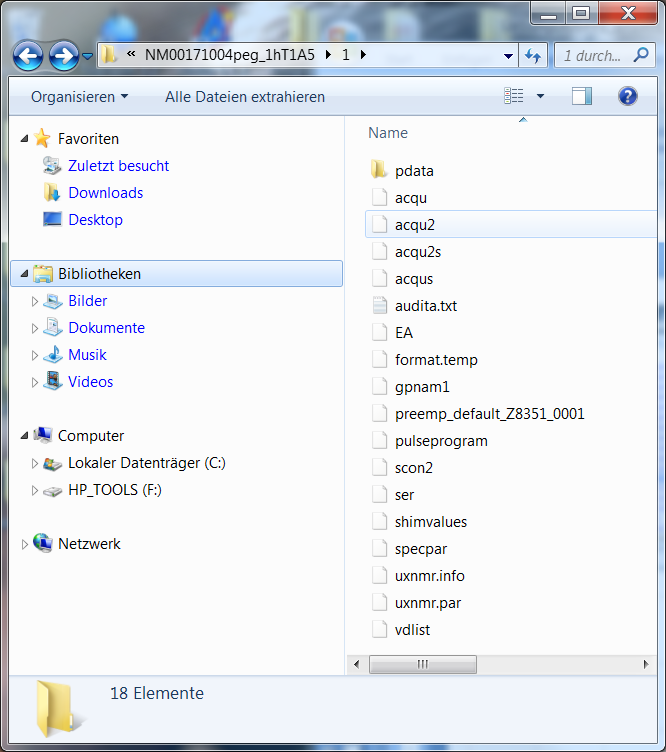 « NM00171004peg_1hT1A5 1
1 durch...
Organisieren Alle Dateien extrahieren
Favoriten
Zuletzt besucht
Downloads
Desktop
Bibliotheken
Bilder
Dokumente
Musik
Videos
Computer
Lokaler Datenträger (C:)
HP_TOOLS (F:)
Netzwerk
Name
pdata
acqu
acqu2
acqu2s
acqus
audita.txt
EA
format.temp
gpnam1
preemp_default_Z8351_0001
pulseprogram
scon2
ser
shimvalues
specpar
uxnmr.info
uxnmr.par
vdlist
18 Elemente